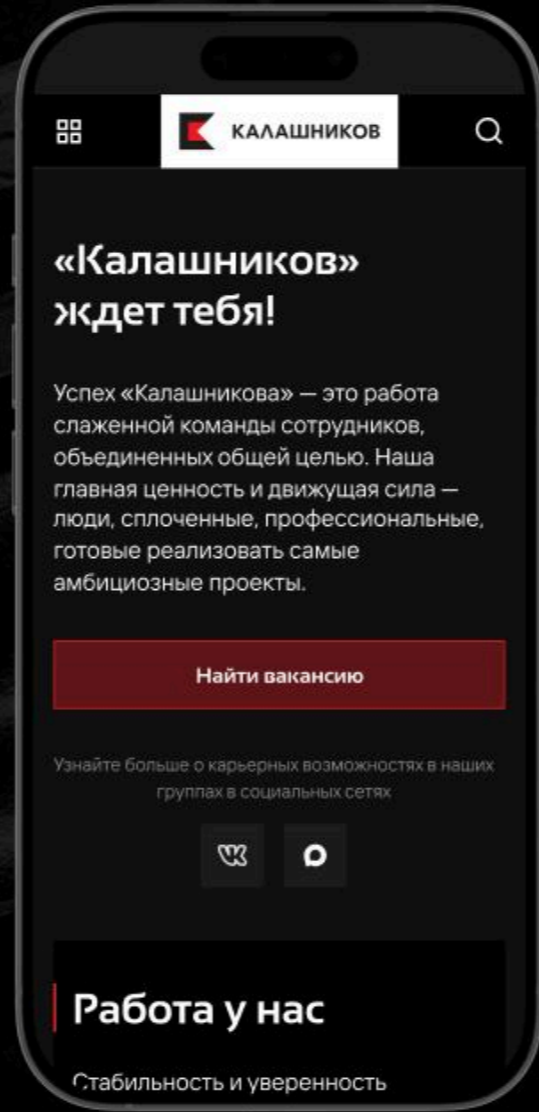 КАЛАШНИКОВ
«Калашников»
ждет тебя!
Успех «Калашникова» — это работа
слаженной команды сотрудников,
объединенных общей целью. Наша
главная ценность и движущая сила —
люди, сплоченные, профессиональные,
готовые реализовать самые
амбициозные проекты.
Найти вакансию
Узнайте больше о карьерных возможностях в наших
группах в социальных сетях
Работа у нас
Стабильность и уверенность